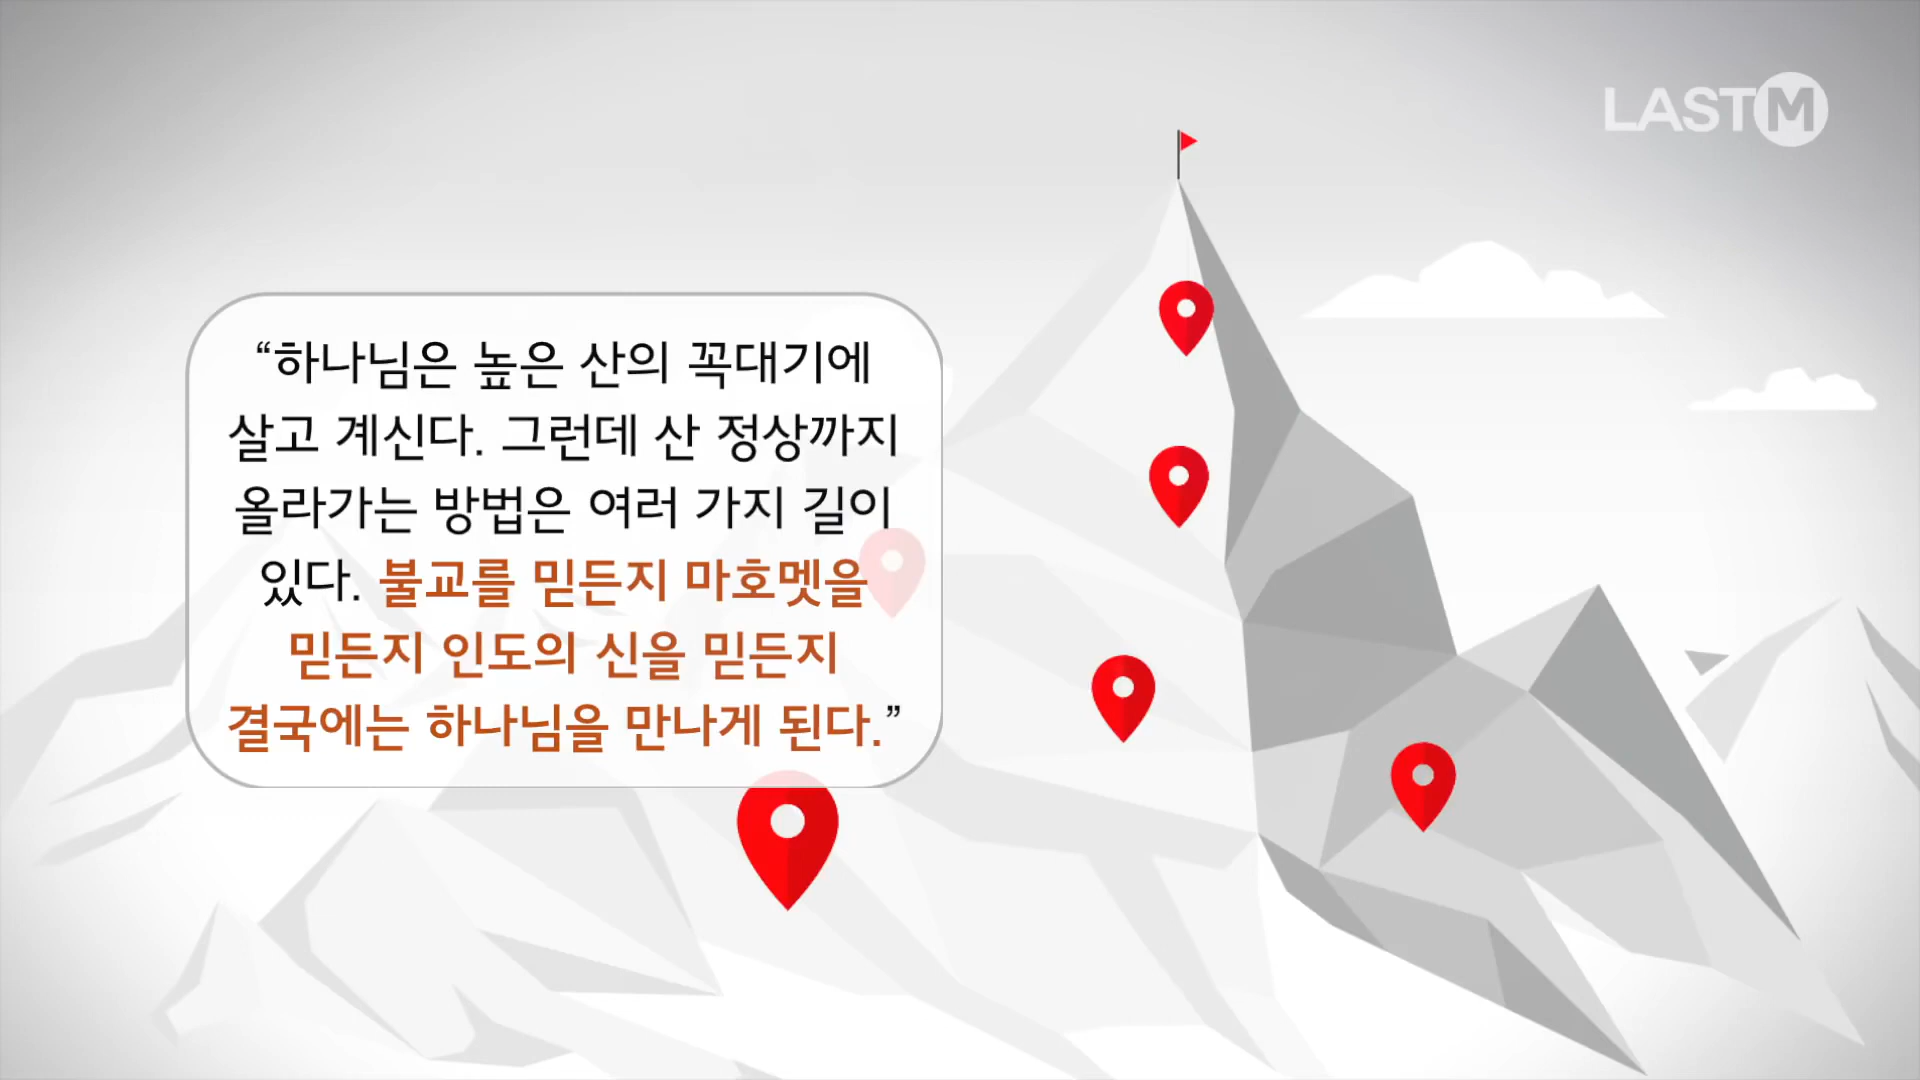 LAST M
“하나님은 높은 산의 꼭대기에
살고 계신다. 그런데 산 정상까지
올라가는 방법은 여러 가지 길이
있다. 불교를 믿든지 마호멧을
믿든지 인도의 신을 믿든지
결국에는 하나님을 만나게 된다.”